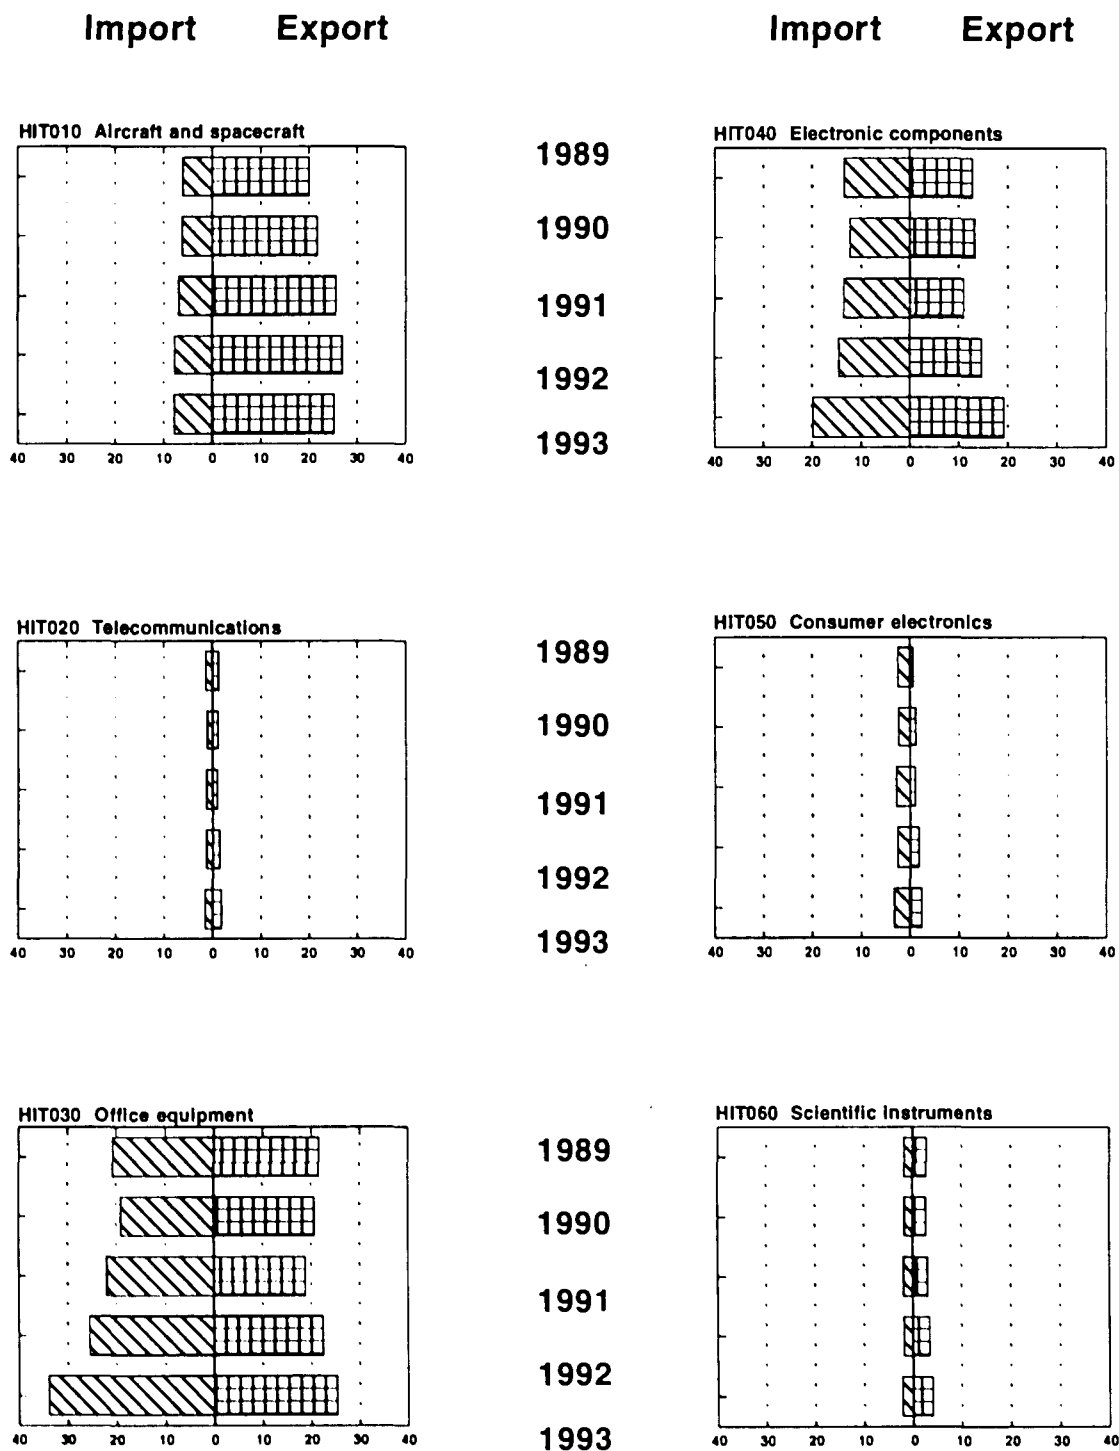 Import Export
Import Export
HIT010 Aircraft and spacecraft
40 30 20 10 0 10 20 30 40
1989
1990
1991
1992
1993
HIT040 Electronic components
40 30 20 10 0 10 20 30 40
HIT020 Telecommunications
40 30 20 10 0 10 20 30 40
1989
1990
1991
1992
1993
HIT050 Consumer electronics
40 30 20 10 0 10 20 30 40
HIT030 Office equipment
40 30 20 10 0 10 20 30 40
1989
1990
1991
1992
1993
HIT060 Scientific instruments
40 30 20 10 0 10 20 30 40